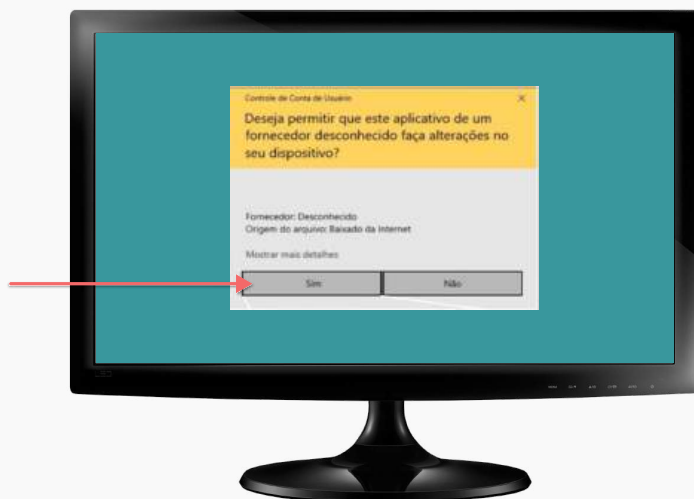 Controle de Conta de Usuário
Deseja permitir que este aplicativo de um
fornecedor desconhecido faça alterações no
seu dispositivo?
Fornecedor: Desconhecido
Origem do arquivo: Baixado da Internet
Mostrar mais detalhes
Sim
Não